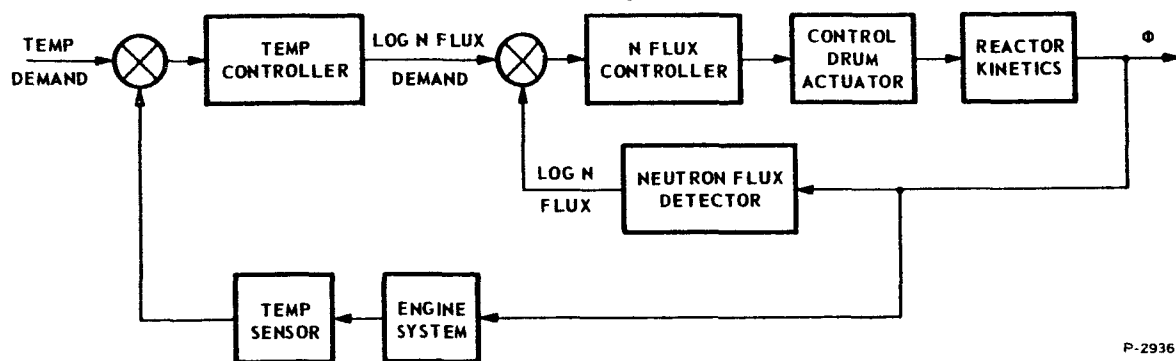 TEMP
DEMAND
TEMP
CONTROLLER
LOG N FLUX
DEMAND
N FLUX
CONTROLLER
CONTROL
DRUM
ACTUATOR
REACTOR
KINETICS
Φ
LOG N
FLUX
NEUTRON FLUX
DETECTOR
TEMP
SENSOR
ENGINE
SYSTEM
P-2936